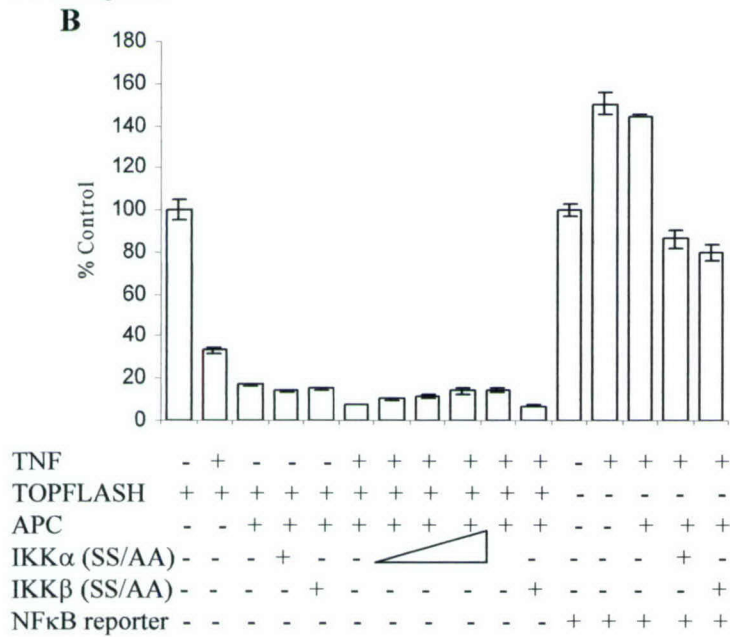 B
180
160
140
120
100
80
60
40
20
0
% Control
TNF - + - - - + + + + + + - + + + +
TOPFLASH + + + + + + + + + + + - - - - -
APC - - + + + + + + + + + - - + + +
IKKα (SS/AA) - - - + - - - - - - + -
IKKβ (SS/AA) - - - - + - - - - - + - - - - +
NFκB reporter - - - - - - - - - - - + + + + +